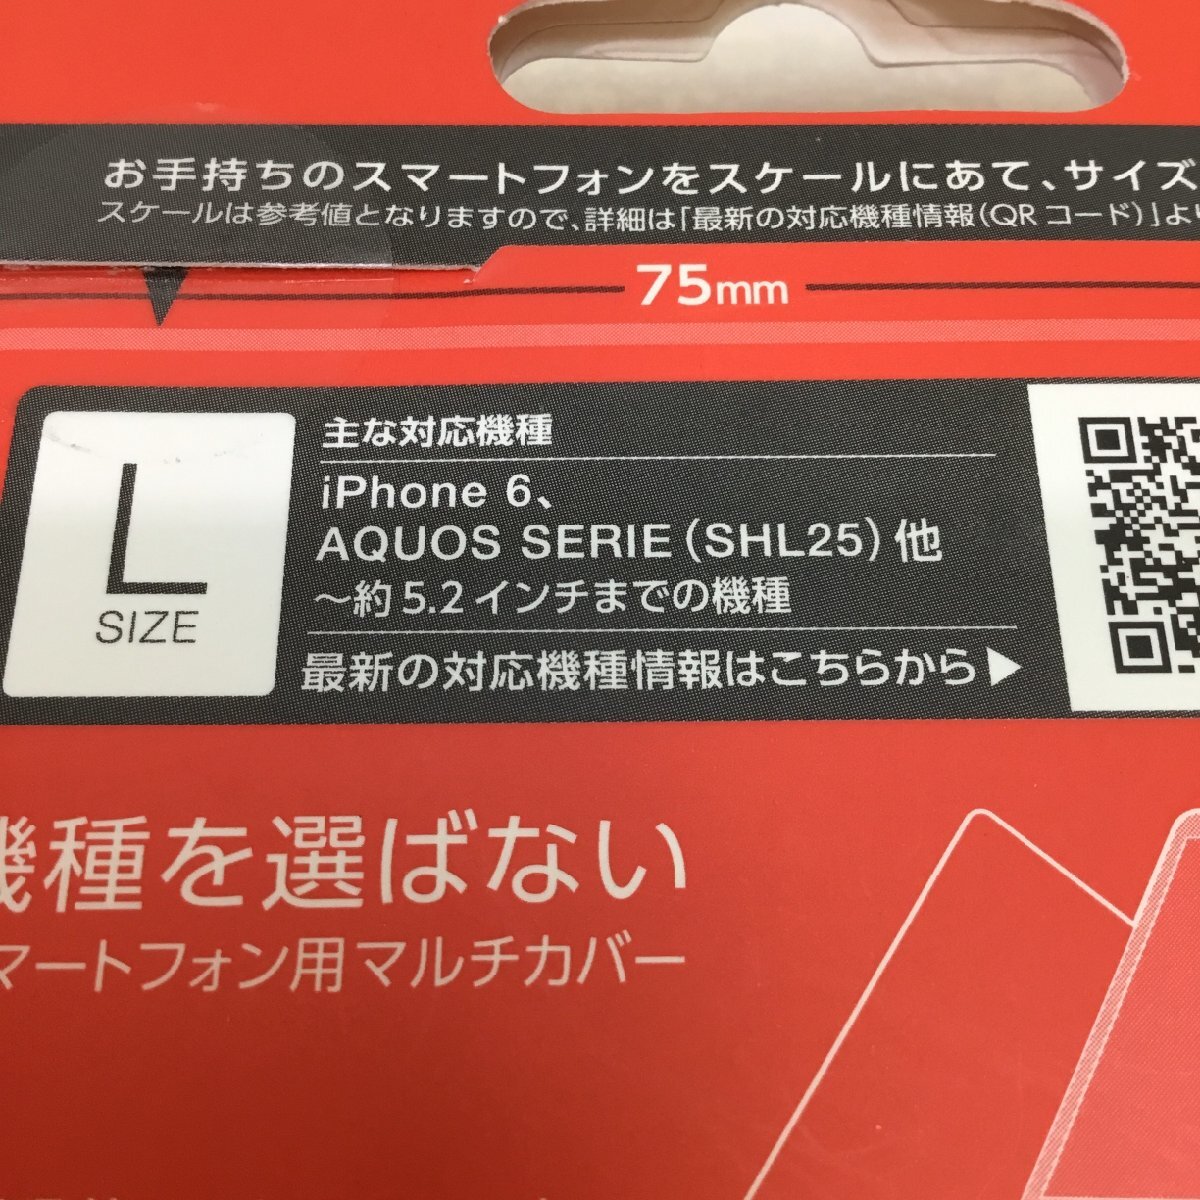 お手持ちのスマートフォンをスケールにあて、サイズ
スケールは参考値となりますので、詳細は「最新の対応機種情報(QRコード)」より
75mm
L
SIZE
主な対応機種
iPhone 6、
AQUOS SERIE(SHL25)他
～約5.2インチまでの機種
最新の対応機種情報はこちらから▶
機種を選ばない
マートフォン用マルチカバー